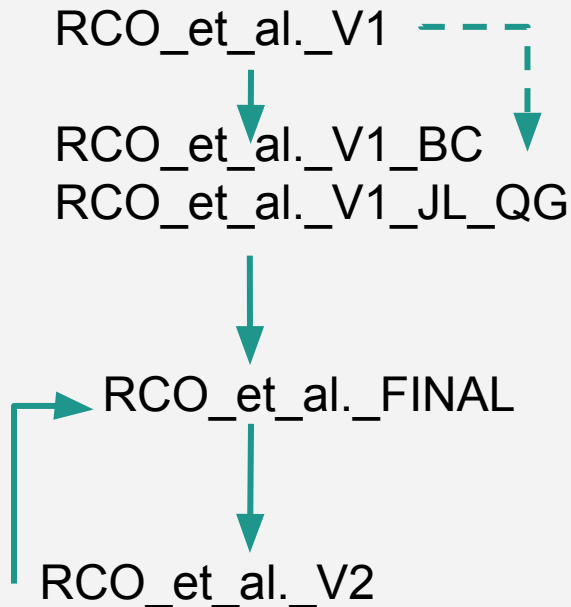 RCO_et_al._V1
RCO_et_al._V1_BC
RCO_et_al._V1_JL_QG
RCO_et_al._FINAL
RCO_et_al._V2